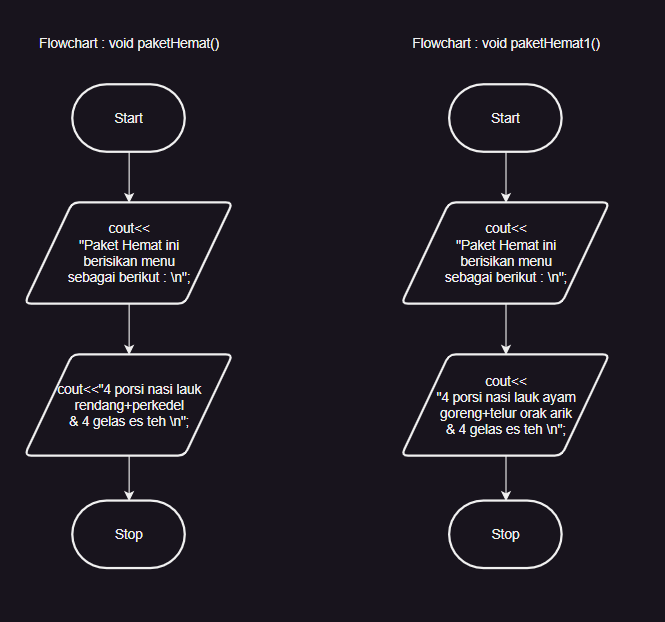 Flowchart : void paketHemat()
Start
cout<<
"Paket Hemat ini
berisikan menu
sebagai berikut : \n";
cout<<"4 porsi nasi lauk
rendang+perkedel
& 4 gelas es teh \n";
Stop
Flowchart : void paketHemat1()
Start
cout<<
"Paket Hemat ini
berisikan menu
sebagai berikut : \n";
cout<<
"4 porsi nasi lauk ayam
goreng+telur orak arik
& 4 gelas es teh \n";
Stop